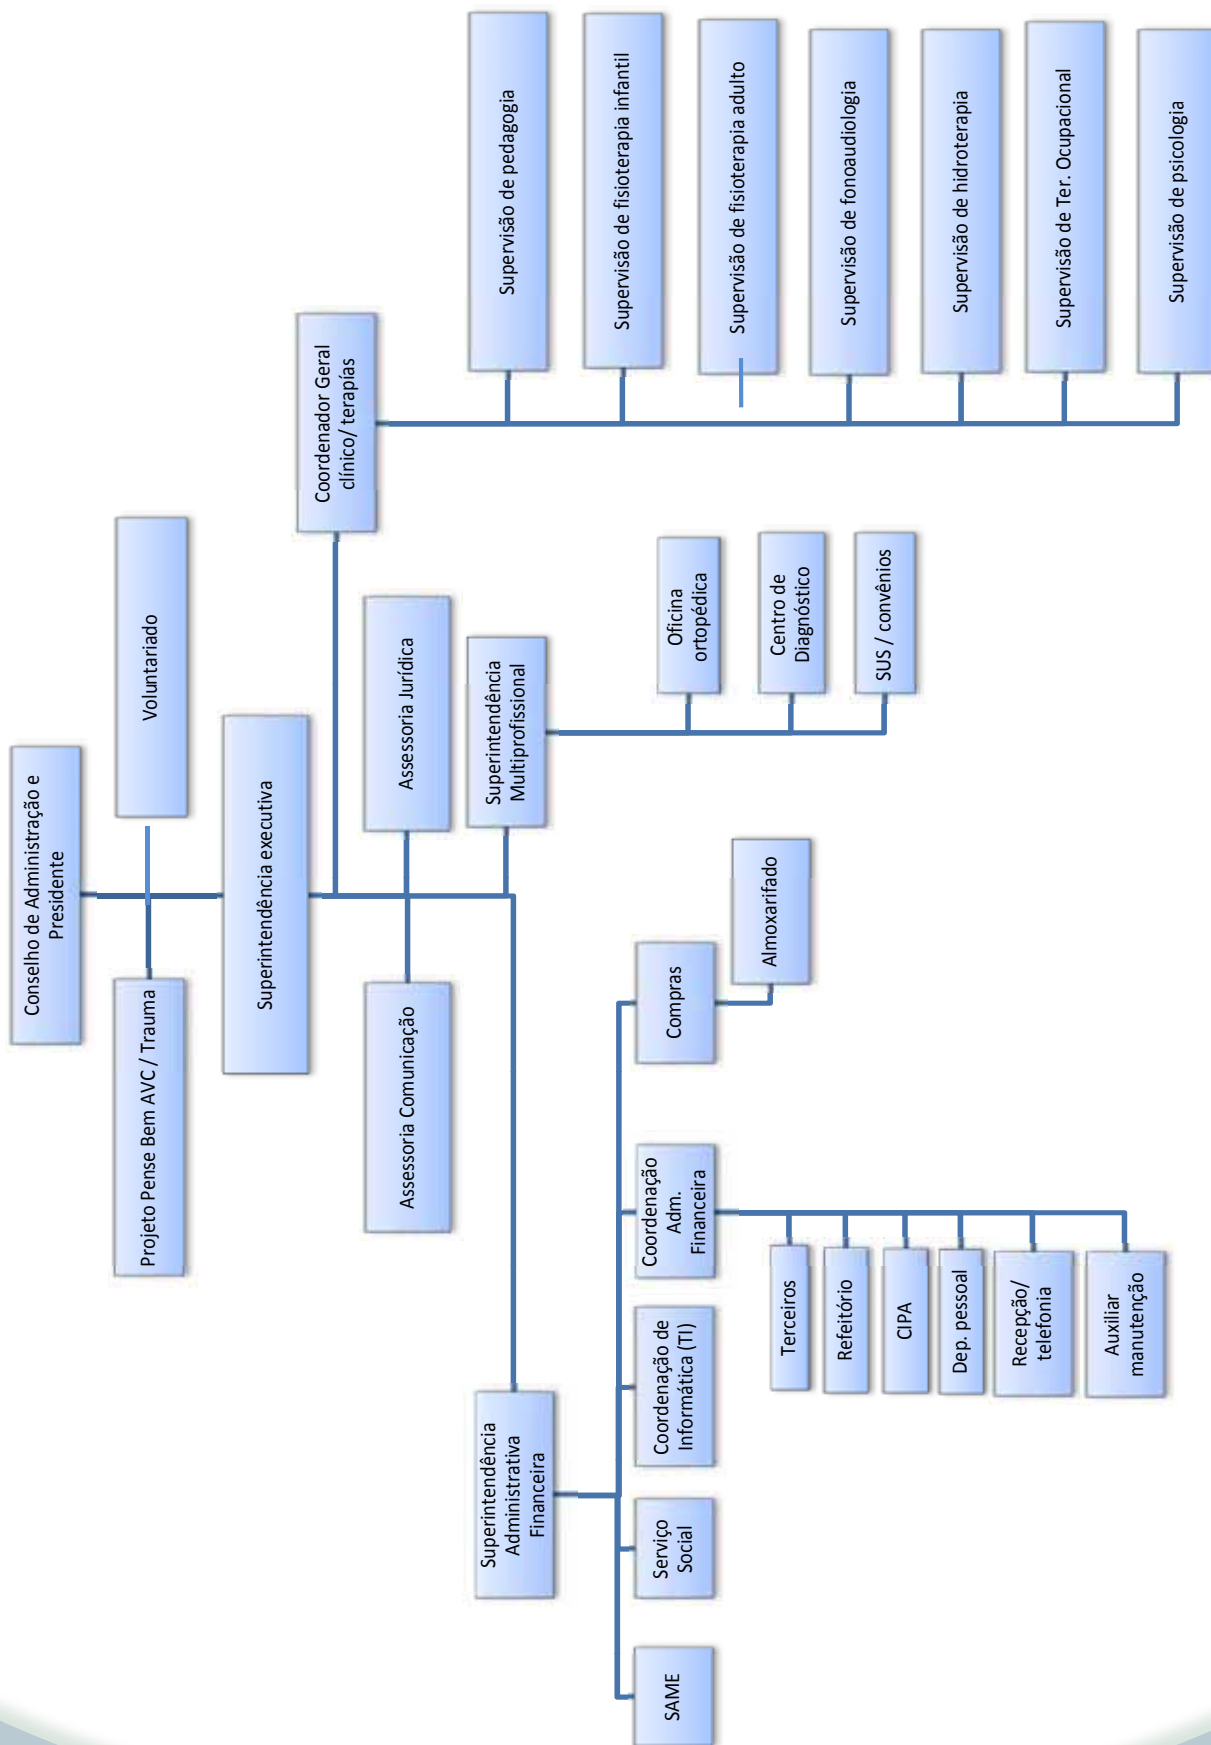 Conselho de Administração e
Presidente
Projeto Pense Bem AVC / Trauma
Voluntariado
Superintendência executiva
Coordenador Geral
clínico/ terapías
Assessoria Comunicação
Assessoria Jurídica
Superintendência
Administrativa
Financeira
Superintendência
Multiprofissional
Supervisão de pedagogia
Supervisão de fisioterapia infantil
Supervisão de fisioterapia adulto
Supervisão de fonoaudiologia
Supervisão de hidroterapia
Supervisão de Ter. Ocupacional
Supervisão de psicologia
Oficina
ortopédica
Centro de
Diagnóstico
SUS / convênios
SAME
Serviço
Social
Coordenação de
Informática (TI)
Coordenação
Adm.
Financeira
Compras
Almoxarifado
Terceiros
Refeitório
CIPA
Dep. pessoal
Recepção/
telefonia
Auxiliar
manutenção